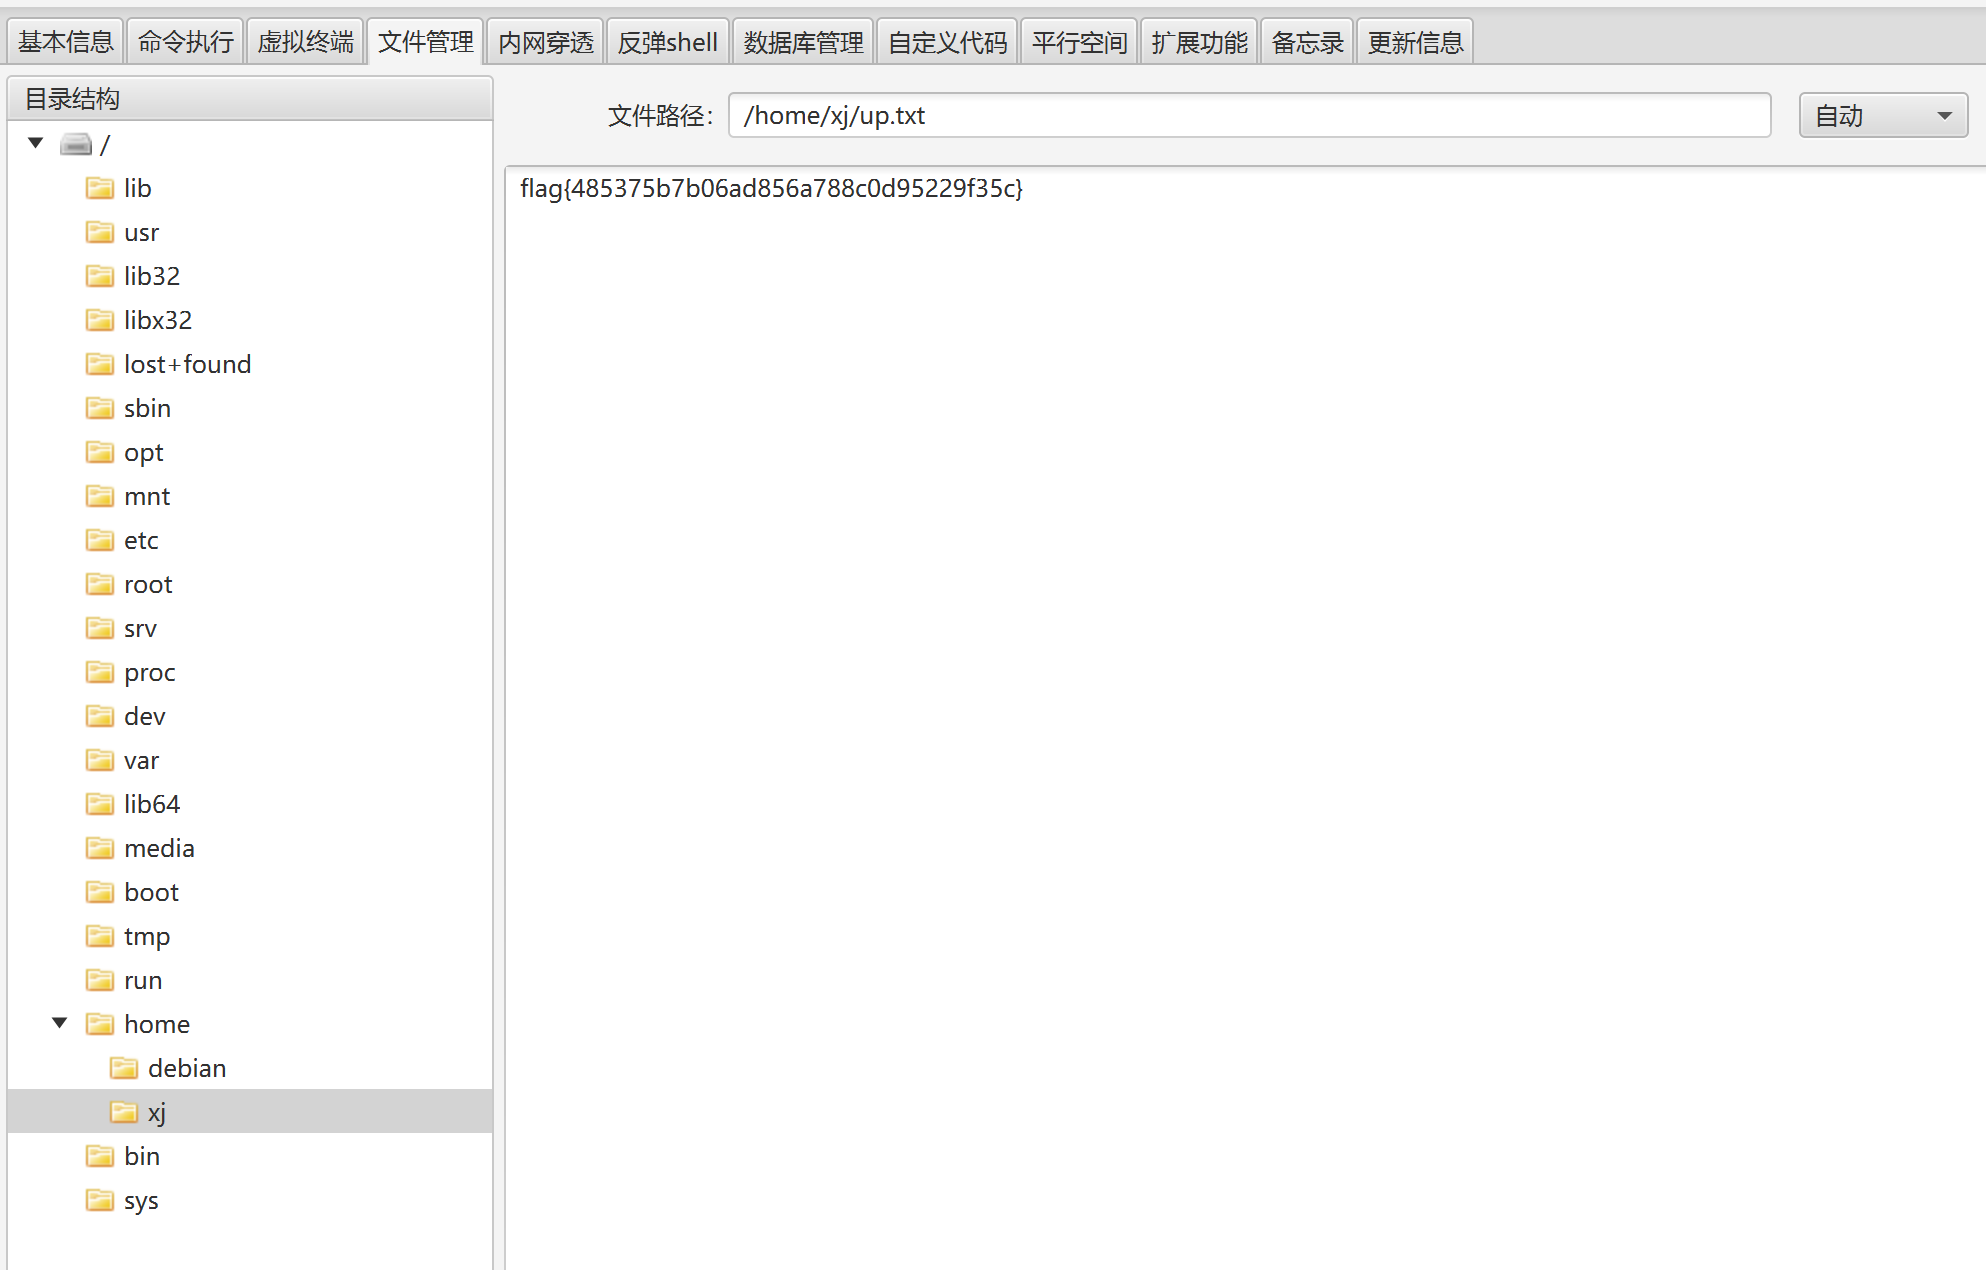 基本信息 命令执行 虚拟终端 文件管理 内网穿透 反弹shell 数据库管理 自定义代码 平行空间 扩展功能 备忘录 更新信息
目录结构
文件路径: /home/xj/up.txt 自动
/
lib
flag{485375b7b06ad856a788c0d95229f35c}
usr
lib32
libx32
lost+found
sbin
opt
mnt
etc
root
srv
proc
dev
var
lib64
media
boot
tmp
run
home
debian
xj
bin
sys